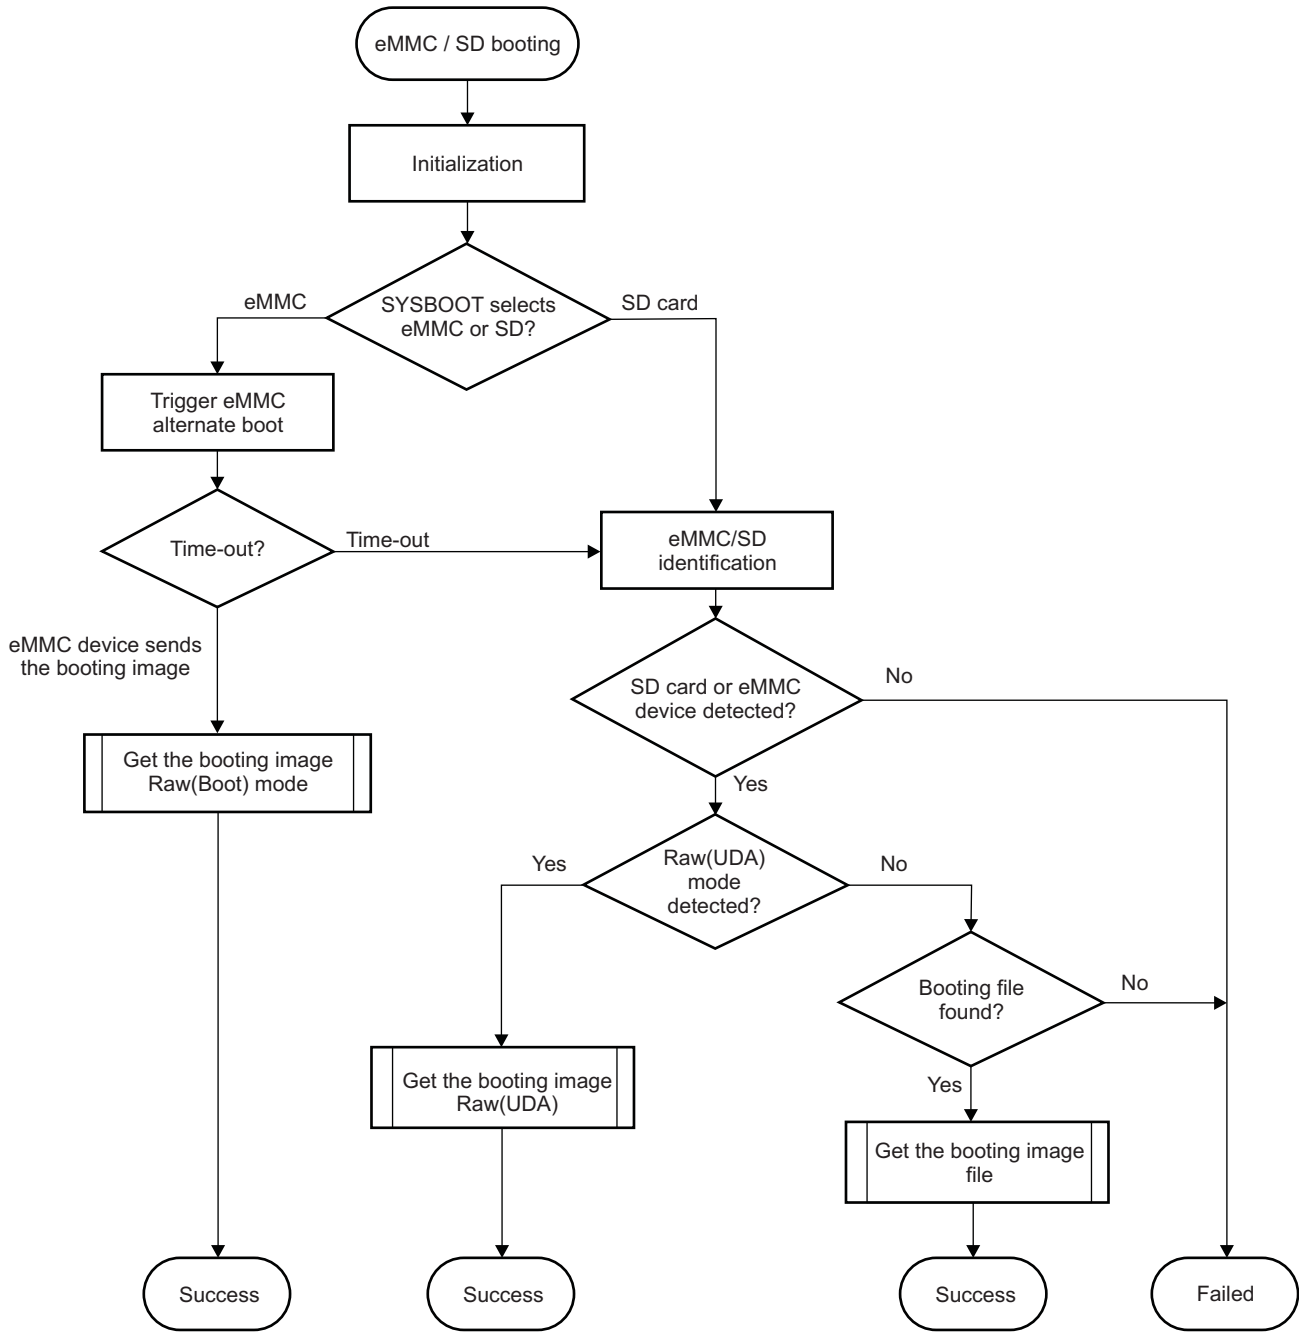 eMMC / SD booting
Initialization
SYSBOOT selects
eMMC or SD?
eMMC
SD card
Trigger eMMC
alternate boot
Time-out?
Time-out
eMMC/SD
identification
eMMC device sends
the booting image
SD card or eMMC
device detected?
No
Yes
Get the booting image
Raw(Boot) mode
Raw(UDA)
mode
detected?
Yes
No
Booting file
found?
No
Yes
Get the booting image
Raw(UDA)
Get the booting image
file
Success
Success
Success
Failed